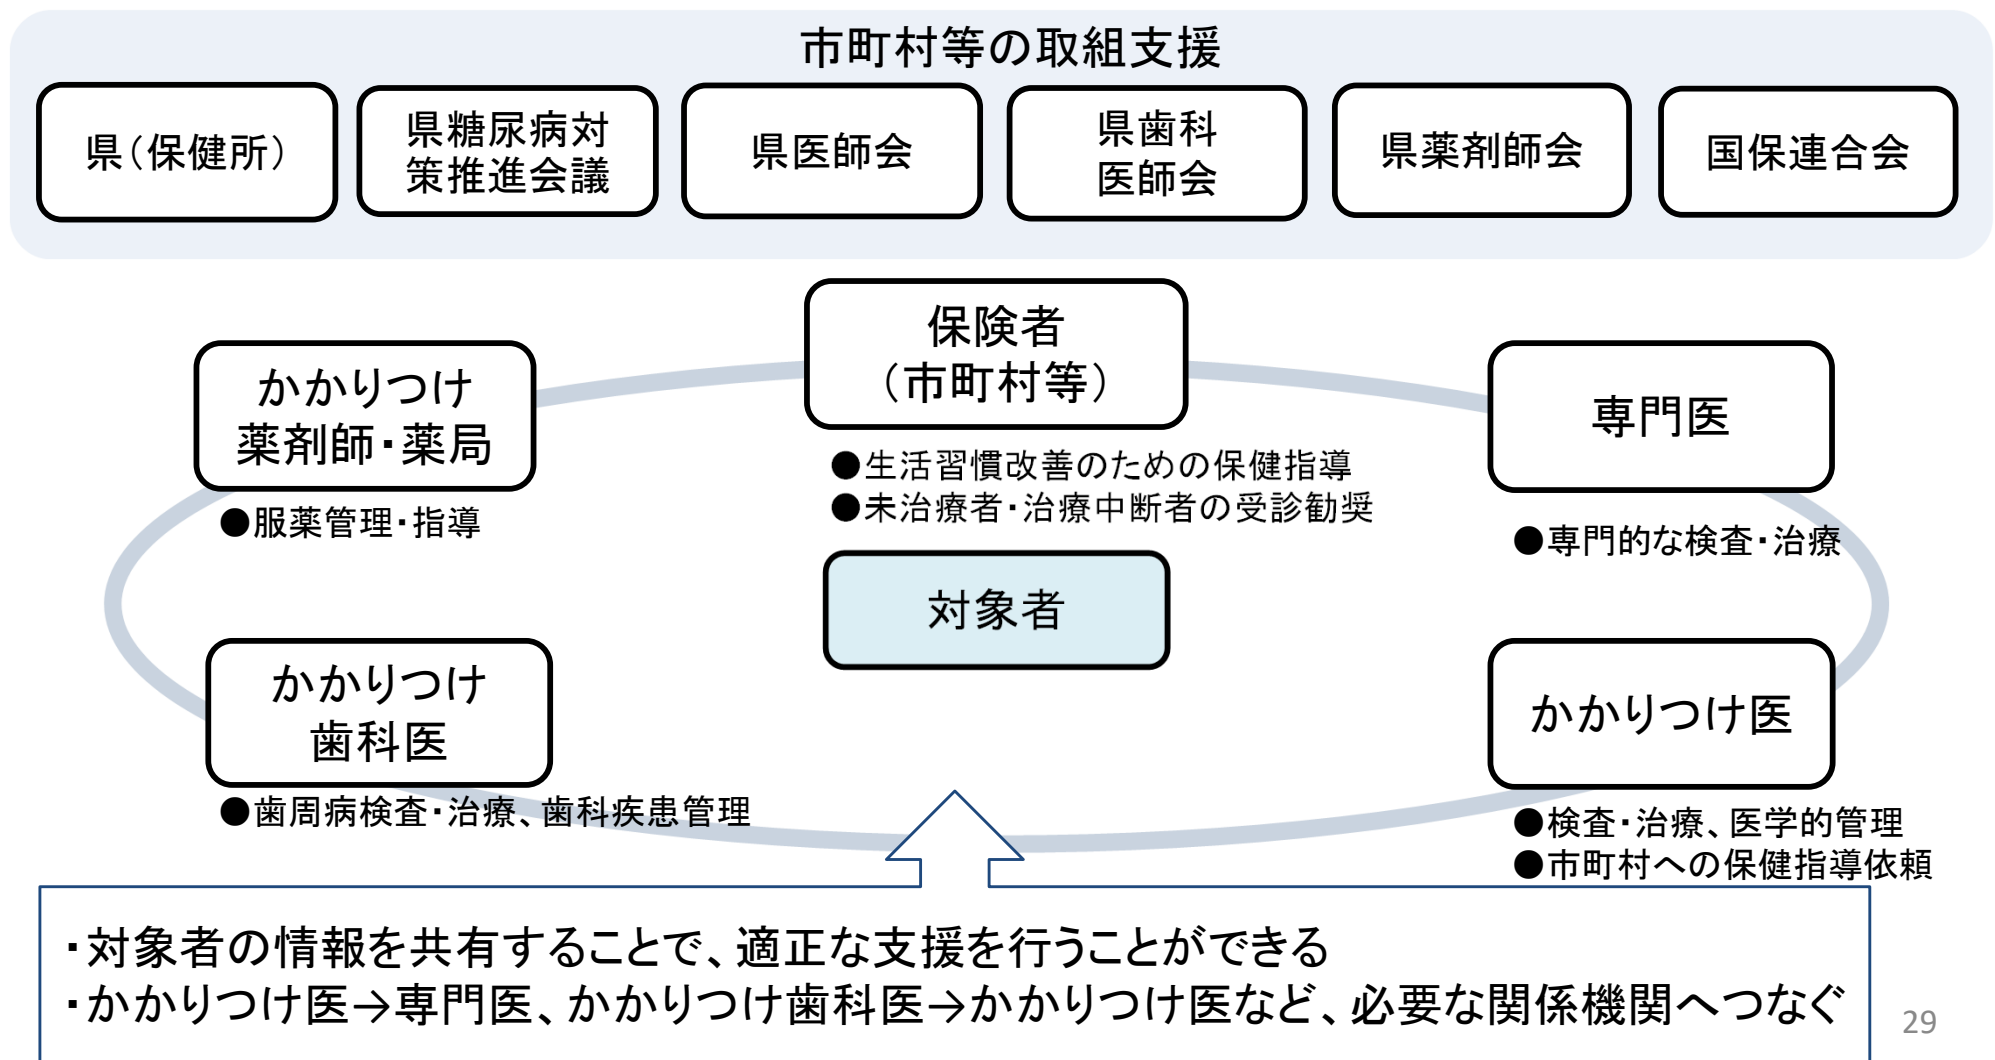 市町村等の取組支援
県（保健所）
県糖尿病対
策推進会議
県医師会
県歯科
医師会
県薬剤師会
国保連合会
保険者
（市町村等）
●生活習慣改善のための保健指導
●未治療者・治療中断者の受診勧奨
かかりつけ
薬剤師・薬局
●服薬管理・指導
専門医
●専門的な検査・治療
対象者
かかりつけ
歯科医
●歯周病検査・治療、歯科疾患管理
かかりつけ医
●検査・治療、医学的管理
●市町村への保健指導依頼
・対象者の情報を共有することで、適正な支援を行うことができる
・かかりつけ医→専門医、かかりつけ歯科医→かかりつけ医など、必要な関係機関へつなぐ
29